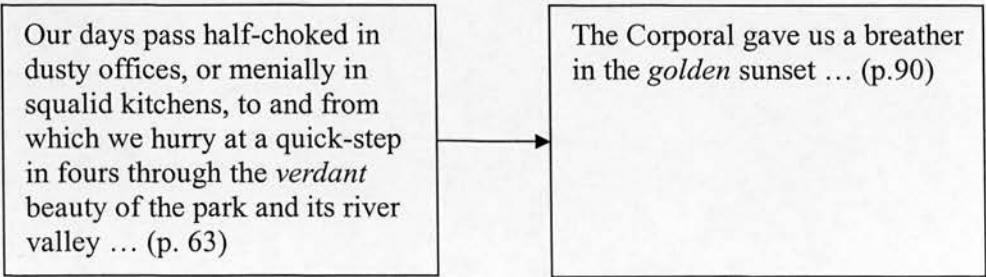 Our days pass half-choked in
dusty offices, or menially in
squalid kitchens, to and from
which we hurry at a quick-step
in fours through the verdant
beauty of the park and its river
valley … (p. 63)
The Corporal gave us a breather
in the golden sunset … (p.90)